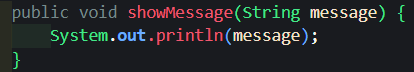 public void showMessage(String message) {
    System.out.println(message);
}